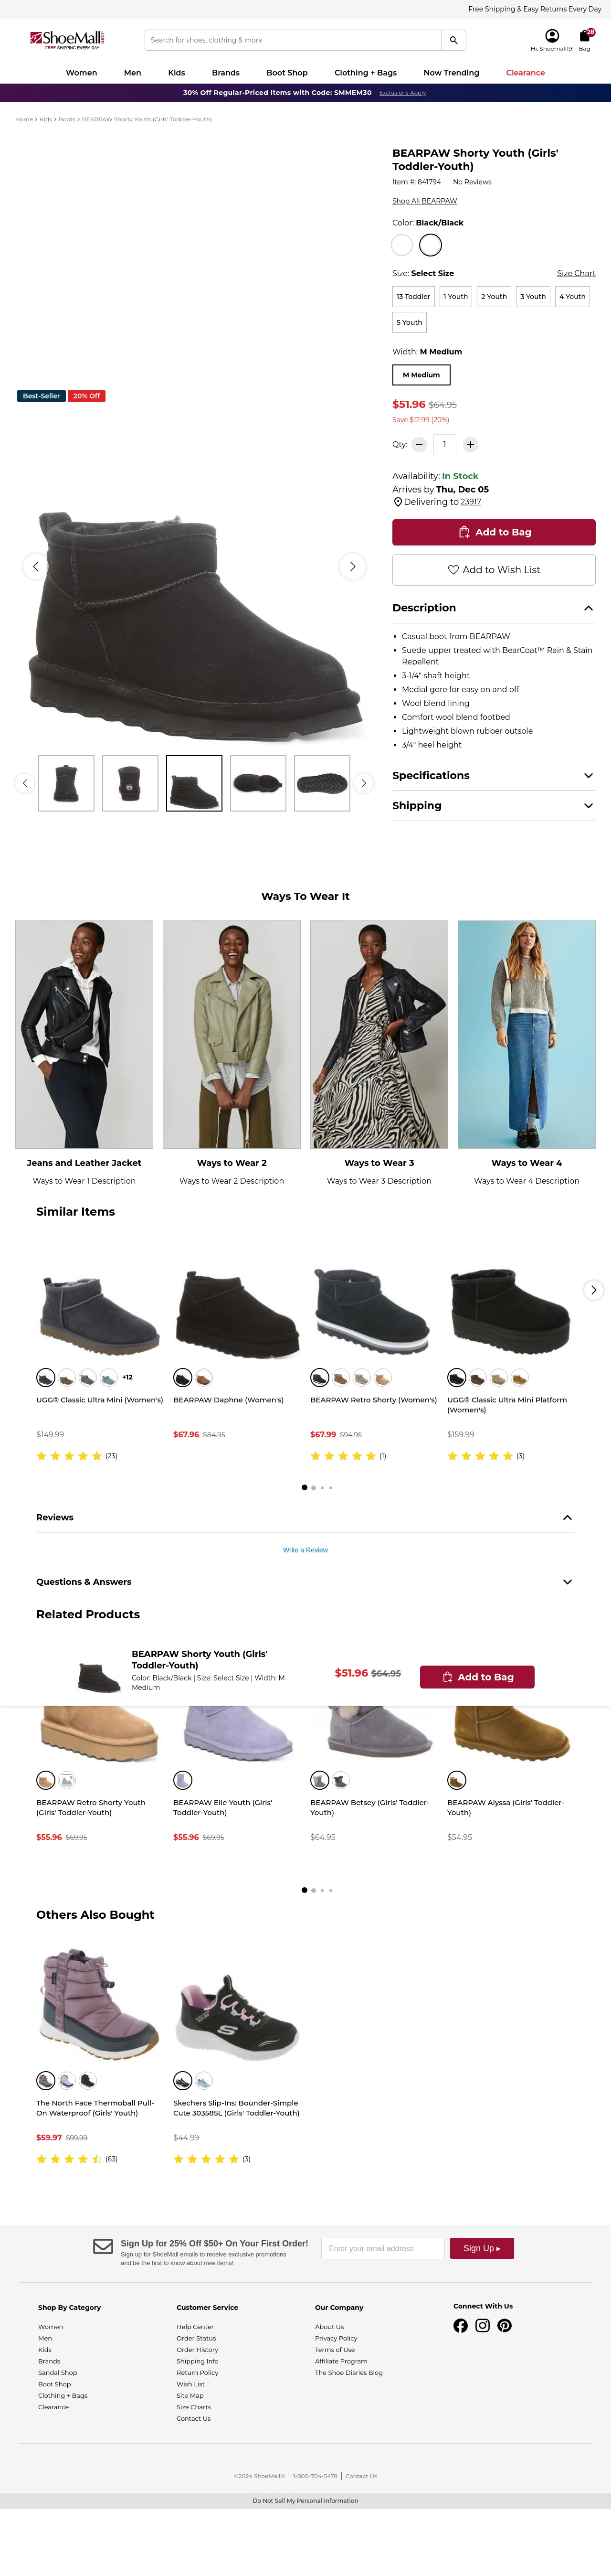 Free Shipping & Easy Returns Every Day
ShoeMall
FREE SHIPPING EVERY DAY
Search for shoes, clothing & more
Hi, Shoemall19!
28
Bag
Women Men Kids Brands Boot Shop Clothing + Bags Now Trending Clearance
30% Off Regular-Priced Items with Code: SMMEM30 Exclusions Apply
Home > Kids > Boots > BEARPAW Shorty Youth (Girls' Toddler-Youth)
BEARPAW Shorty Youth (Girls'
Toddler-Youth)
Item #: 841794 | No Reviews
Shop All BEARPAW
Color: Black/Black
Size: Select Size
Size Chart
13 Toddler 1 Youth 2 Youth 3 Youth 4 Youth
5 Youth
Width: M Medium
M Medium
Best-Seller 20% Off
$51.96 $64.95
Save $12.99 (20%)
Qty: 1
Availability: In Stock
Arrives by Thu, Dec 05
Delivering to 23917
Add to Bag
Add to Wish List
Description
• Casual boot from BEARPAW
• Suede upper treated with BearCoat™ Rain & Stain
Repellent
• 3-1/4" shaft height
• Medial gore for easy on and off
• Wool blend lining
• Comfort wool blend footbed
• Lightweight blown rubber outsole
• 3/4" heel height
Specifications
Shipping
Ways To Wear It
Jeans and Leather Jacket
Ways to Wear 1 Description
Ways to Wear 2
Ways to Wear 2 Description
Ways to Wear 3
Ways to Wear 3 Description
Ways to Wear 4
Ways to Wear 4 Description
Similar Items
+12
UGG® Classic Ultra Mini (Women's)
$149.99
(23)
BEARPAW Daphne (Women's)
$67.96 $84.95
BEARPAW Retro Shorty (Women's)
$67.99 $94.95
(1)
UGG® Classic Ultra Mini Platform
(Women's)
$159.99
(3)
Reviews
Write a Review
Questions & Answers
Related Products
BEARPAW Shorty Youth (Girls'
Toddler-Youth)
Color: Black/Black | Size: Select Size | Width: M
Medium
$51.96 $64.95
Add to Bag
BEARPAW Retro Shorty Youth
(Girls' Toddler-Youth)
$55.96 $69.95
BEARPAW Elle Youth (Girls'
Toddler-Youth)
$55.96 $69.95
BEARPAW Betsey (Girls' Toddler-
Youth)
$64.95
BEARPAW Alyssa (Girls' Toddler-
Youth)
$54.95
Others Also Bought
The North Face Thermoball Pull-
On Waterproof (Girls' Youth)
$59.97 $99.99
(63)
Skechers Slip-Ins: Bounder-Simple
Cute 303585L (Girls' Toddler-Youth)
$44.99
(3)
Sign Up for 25% Off $50+ On Your First Order!
Sign up for ShoeMall emails to receive exclusive promotions
and be the first to know about new items!
Enter your email address
Sign Up ▸
Shop By Category
Women
Men
Kids
Brands
Sandal Shop
Boot Shop
Clothing + Bags
Clearance
Customer Service
Help Center
Order Status
Order History
Shipping Info
Return Policy
Wish List
Site Map
Size Charts
Contact Us
Our Company
About Us
Privacy Policy
Terms of Use
Affiliate Program
The Shoe Diaries Blog
Connect With Us
©2024 ShoeMall® | 1-800-704-5478 | Contact Us
Do Not Sell My Personal Information